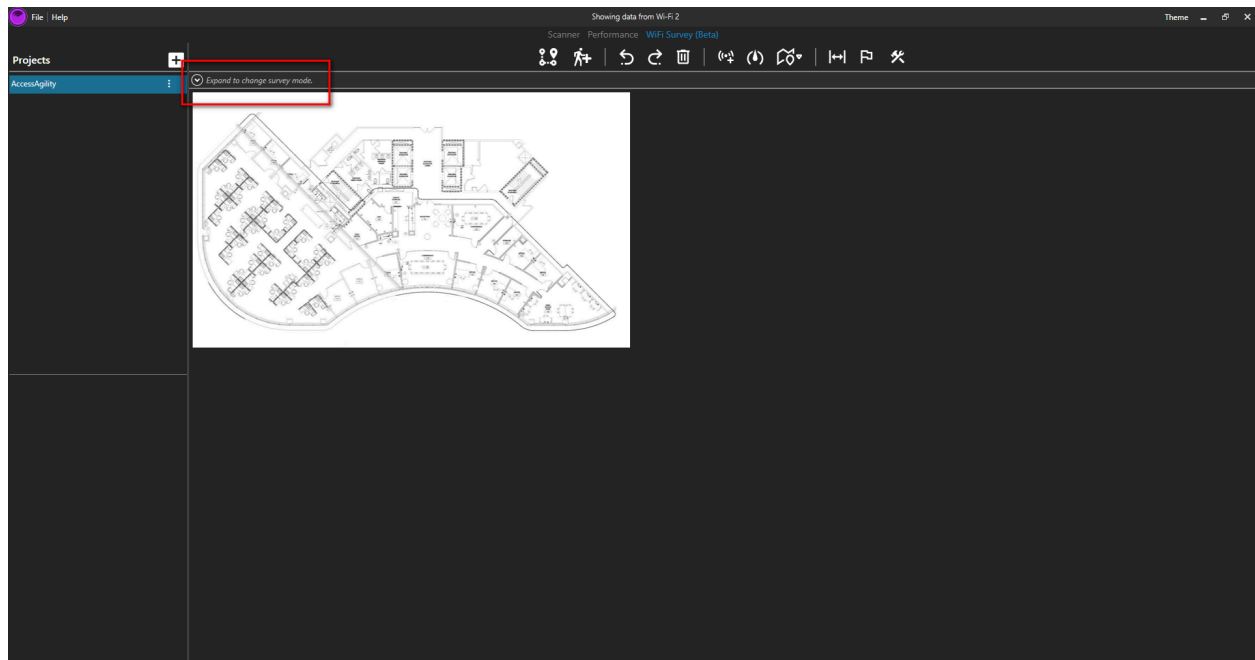 File Help
Showing data from Wi-Fi 2
Theme
Scanner Performance WiFi Survey (Beta)
Projects
AccessAgility
Expand to change survey mode.